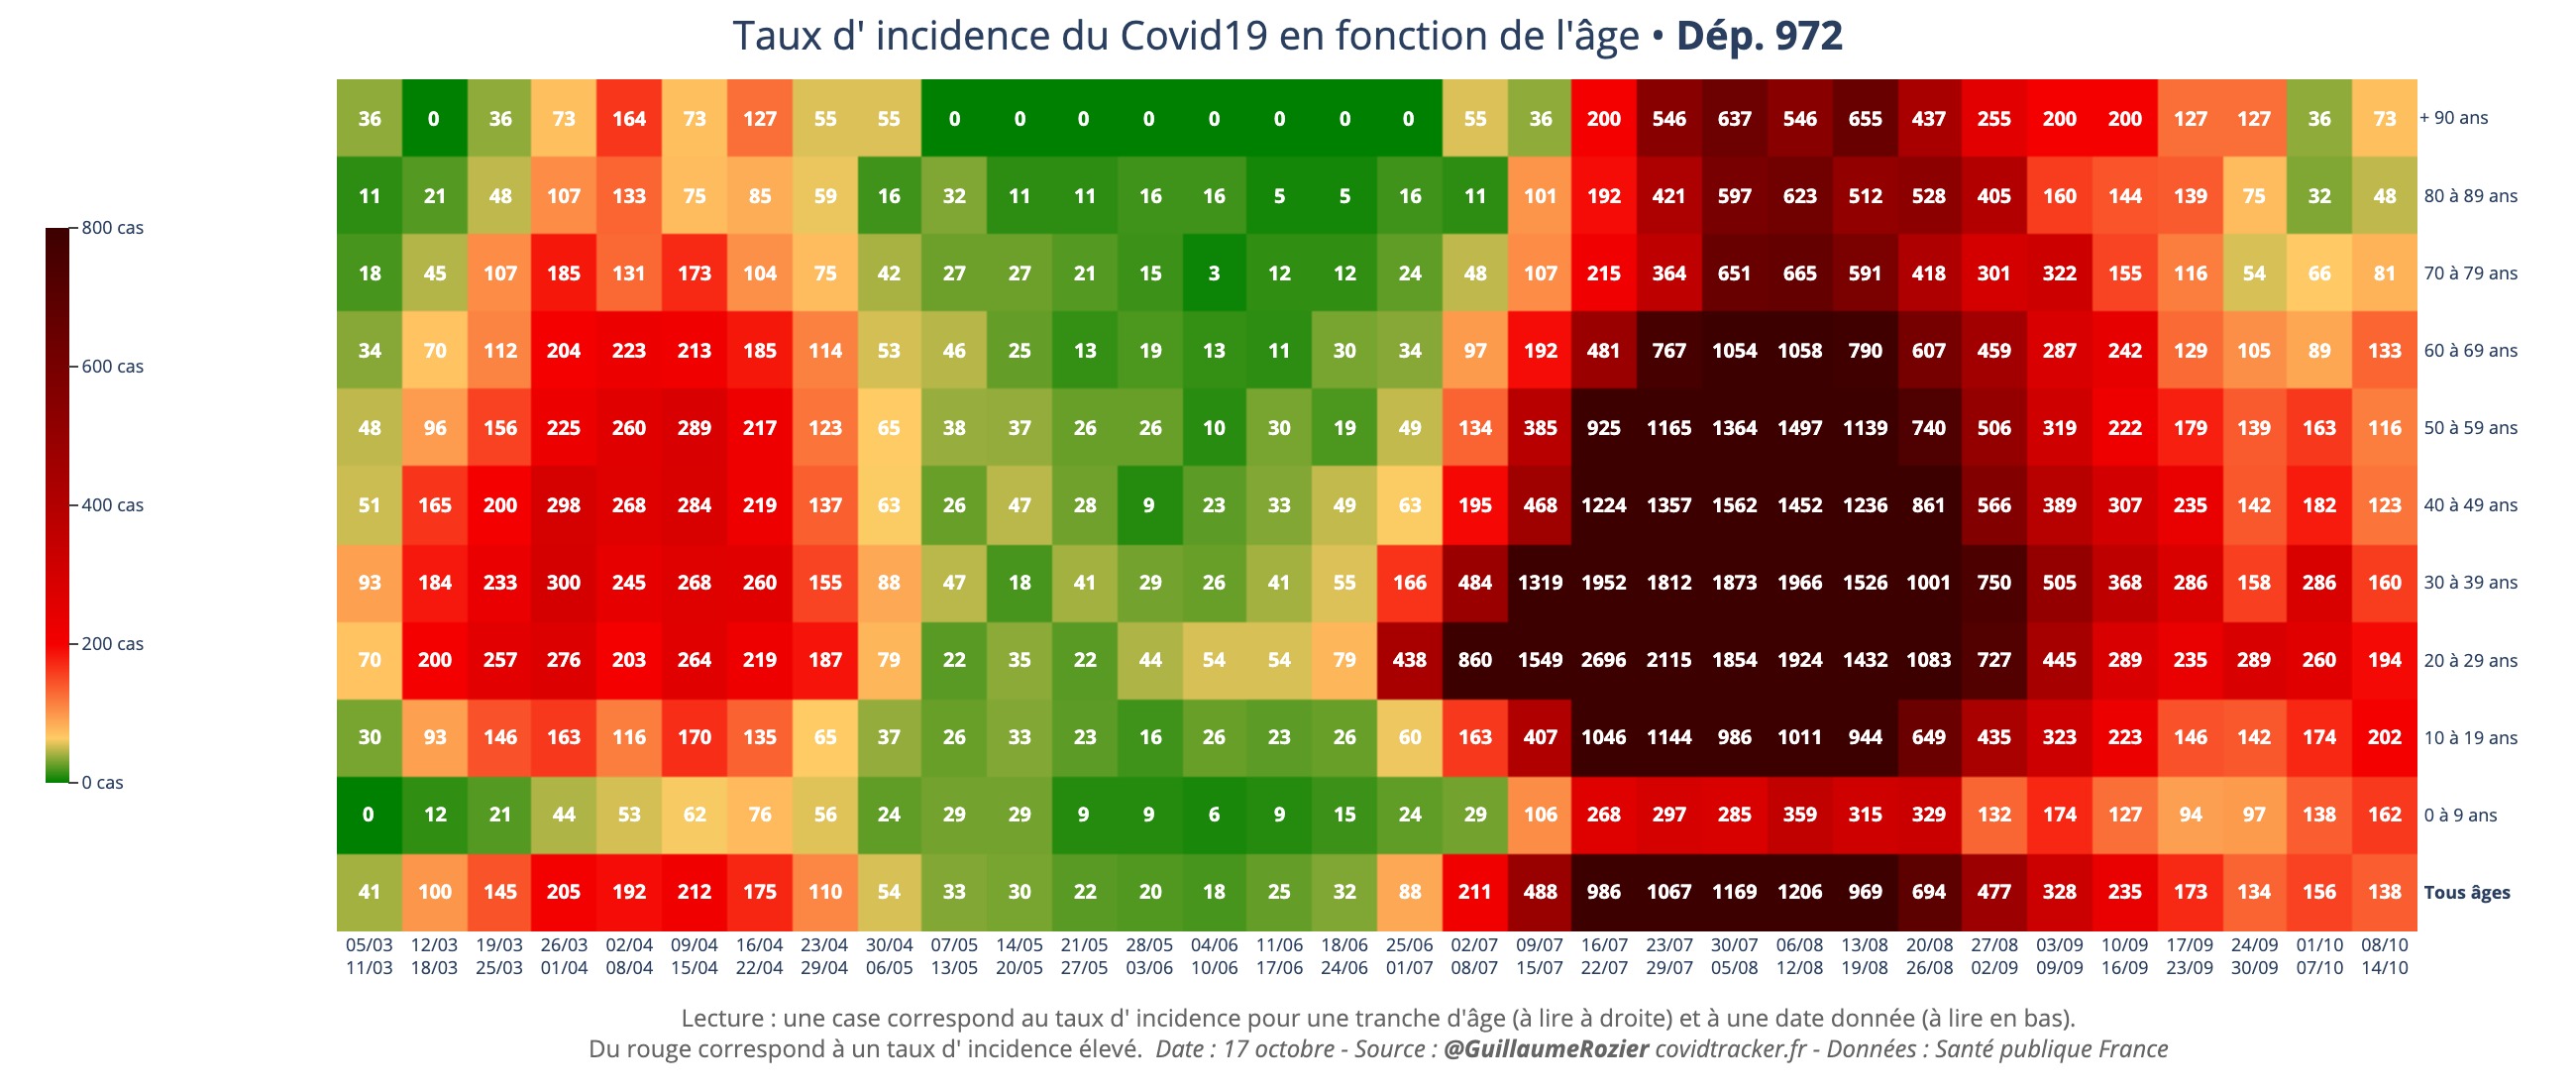 Taux d' incidence du Covid19 en fonction de l'âge • Dép. 972
800 cas
600 cas
400 cas
200 cas
0 cas
36 0 36 73 164 73 127 55 55 0 0 0 0 0 0 0 0 55 36 200 546 637 546 655 437 255 200 200 127 127 36 73 + 90 ans
11 21 48 107 133 75 85 59 16 32 11 11 16 16 5 5 16 11 101 192 421 597 623 512 528 405 160 144 139 75 32 48 80 à 89 ans
18 45 107 185 131 173 104 75 42 27 27 21 15 3 12 12 24 48 107 215 364 651 665 591 418 301 322 155 116 54 66 81 70 à 79 ans
34 70 112 204 223 213 185 114 53 46 25 13 19 13 11 30 34 97 192 481 767 1054 1058 790 607 459 287 242 129 105 89 133 60 à 69 ans
48 96 156 225 260 289 217 123 65 38 37 26 26 10 30 19 49 134 385 925 1165 1364 1497 1139 740 506 319 222 179 139 163 116 50 à 59 ans
51 165 200 298 268 284 219 137 63 26 47 28 9 23 33 49 63 195 468 1224 1357 1562 1452 1236 861 566 389 307 235 142 182 123 40 à 49 ans
93 184 233 300 245 268 260 155 88 47 18 41 29 26 41 55 166 484 1319 1952 1812 1873 1966 1526 1001 750 505 368 286 158 286 160 30 à 39 ans
70 200 257 276 203 264 219 187 79 22 35 22 44 54 54 79 438 860 1549 2696 2115 1854 1924 1432 1083 727 445 289 235 289 260 194 20 à 29 ans
30 93 146 163 116 170 135 65 37 26 33 23 16 26 23 26 60 163 407 1046 1144 986 1011 944 649 435 323 223 146 142 174 202 10 à 19 ans
0 12 21 44 53 62 76 56 24 29 29 9 9 6 9 15 24 29 106 268 297 285 359 315 329 132 174 127 94 97 138 162 0 à 9 ans
41 100 145 205 192 212 175 110 54 33 30 22 20 18 25 32 88 211 488 986 1067 1169 1206 969 694 477 328 235 173 134 156 138 Tous âges
05/03 12/03 19/03 26/03 02/04 09/04 16/04 23/04 30/04 07/05 14/05 21/05 28/05 04/06 11/06 18/06 25/06 02/07 09/07 16/07 23/07 30/07 06/08 13/08 20/08 27/08 03/09 10/09 17/09 24/09 01/10 08/10
11/03 18/03 25/03 01/04 08/04 15/04 22/04 29/04 06/05 13/05 20/05 27/05 03/06 10/06 17/06 24/06 01/07 08/07 15/07 22/07 29/07 05/08 12/08 19/08 26/08 02/09 09/09 16/09 23/09 30/09 07/10 14/10
Lecture : une case correspond au taux d' incidence pour une tranche d'âge (à lire à droite) et à une date donnée (à lire en bas).
Du rouge correspond à un taux d' incidence élevé. Date : 17 octobre - Source : @GuillaumeRozier covidtracker.fr - Données : Santé publique France